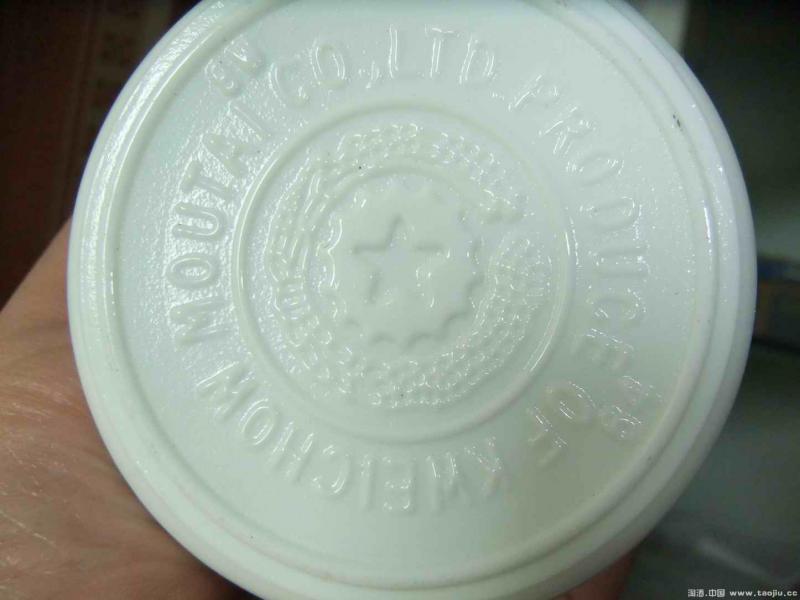 PRODUCE OF KWEICHOW MOUTAI CO.,LTD.
淘酒.中国 www.taojiu.cc